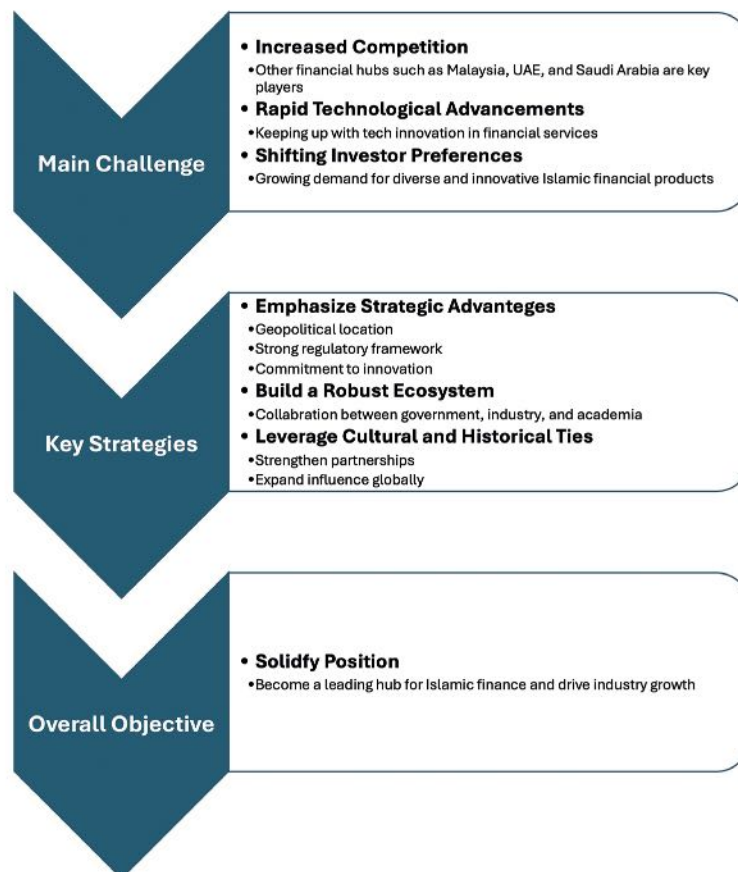 Main Challenge
• Increased Competition
•Other financial hubs such as Malaysia, UAE, and Saudi Arabia are key
players
• Rapid Technological Advancements
•Keeping up with tech innovation in financial services
• Shifting Investor Preferences
•Growing demand for diverse and innovative Islamic financial products
Key Strategies
• Emphasize Strategic Advanteges
•Geopolitical location
•Strong regulatory framework
•Commitment to innovation
• Build a Robust Ecosystem
•Collabration between government, industry, and academia
• Leverage Cultural and Historical Ties
•Strengthen partnerships
•Expand influence globally
Overall Objective
• Solidfy Position
•Become a leading hub for Islamic finance and drive industry growth